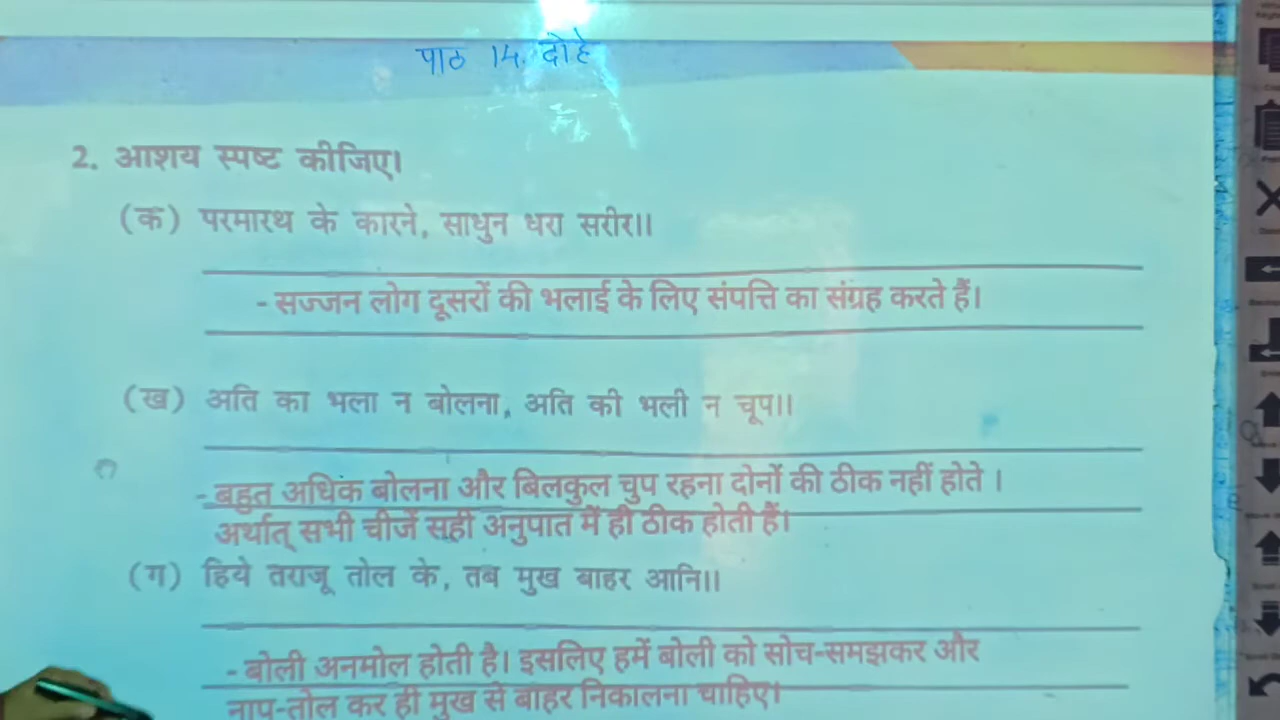 पाठ 14. दोहे
2. आशय स्पष्ट कीजिए।
(क) परमारथ के कारने, साधुन धरा सरीर॥
- सज्जन लोग दूसरों की भलाई के लिए संपत्ति का संग्रह करते हैं।
(ख) अति का भला न बोलना, अति की भली न चूप॥
- बहुत अधिक बोलना और बिलकुल चुप रहना दोनों की ठीक नहीं होते ।
अर्थात् सभी चीजें सही अनुपात में ही ठीक होती हैं।
(ग) हिये तराजू तोल के, तब मुख बाहर आनि॥
- बोली अनमोल होती है। इसलिए हमें बोली को सोच-समझकर और
नाप-तोल कर ही मुख से बाहर निकालना चाहिए।